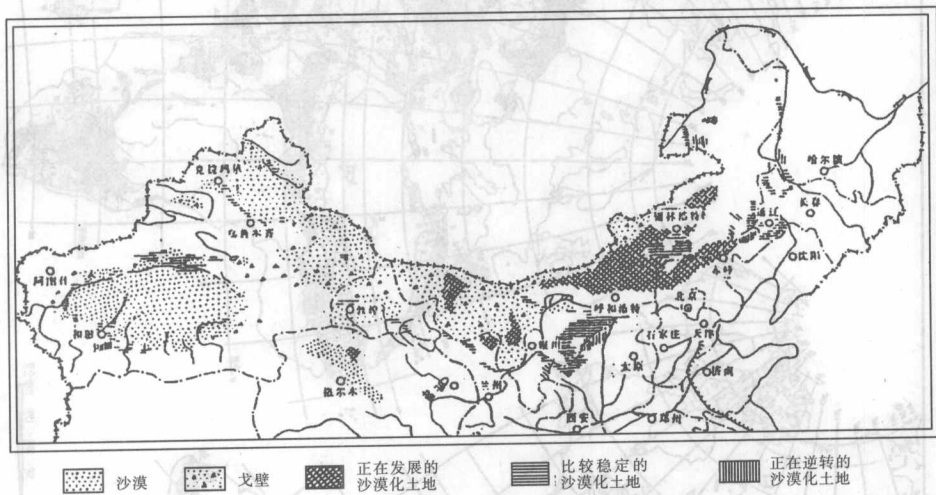 克拉玛依
乌鲁木齐
阿图什
和田
敦煌
格尔木
兰州
银川
西安
呼和浩特
锡林浩特
太原
石家庄
北京
天津
济南
郑州
赤峰
通辽
沈阳
长春
哈尔滨
沙漠
戈壁
正在发展的
沙漠化土地
比较稳定的
沙漠化土地
正在逆转的
沙漠化土地